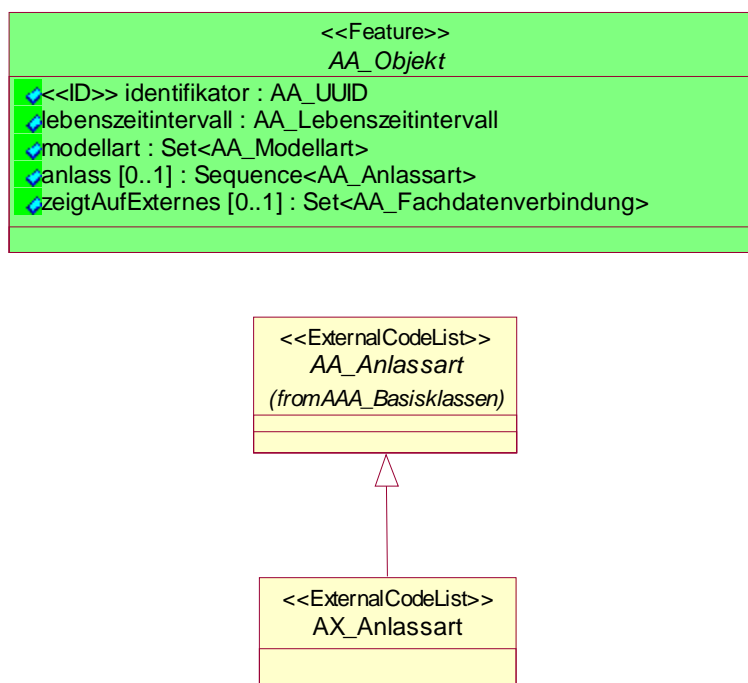 <<Feature>>
AA_Objekt
<<ID>> identifikator : AA_UUID
lebenszeitintervall : AA_Lebenszeitintervall
modellart : Set<AA_Modellart>
anlass [0..1] : Sequence<AA_Anlassart>
zeigtAufExternes [0..1] : Set<AA_Fachdatenverbindung>
<<ExternalCodeList>>
AA_Anlassart
(fromAAA_Basisklassen)
<<ExternalCodeList>>
AX_Anlassart